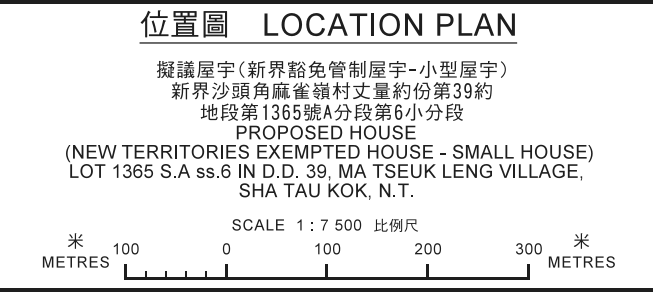 位置圖 LOCATION PLAN
擬議屋宇(新界豁免管制屋宇-小型屋宇)
新界沙頭角麻雀嶺村丈量約份第39約
地段第1365號A分段第6小分段
PROPOSED HOUSE
(NEW TERRITORIES EXEMPTED HOUSE - SMALL HOUSE)
LOT 1365 S.A ss.6 IN D.D. 39, MA TSEUK LENG VILLAGE,
SHA TAU KOK, N.T.
SCALE 1 : 7 500 比例尺
米 METRES 100 0 100 200 300 米 METRES